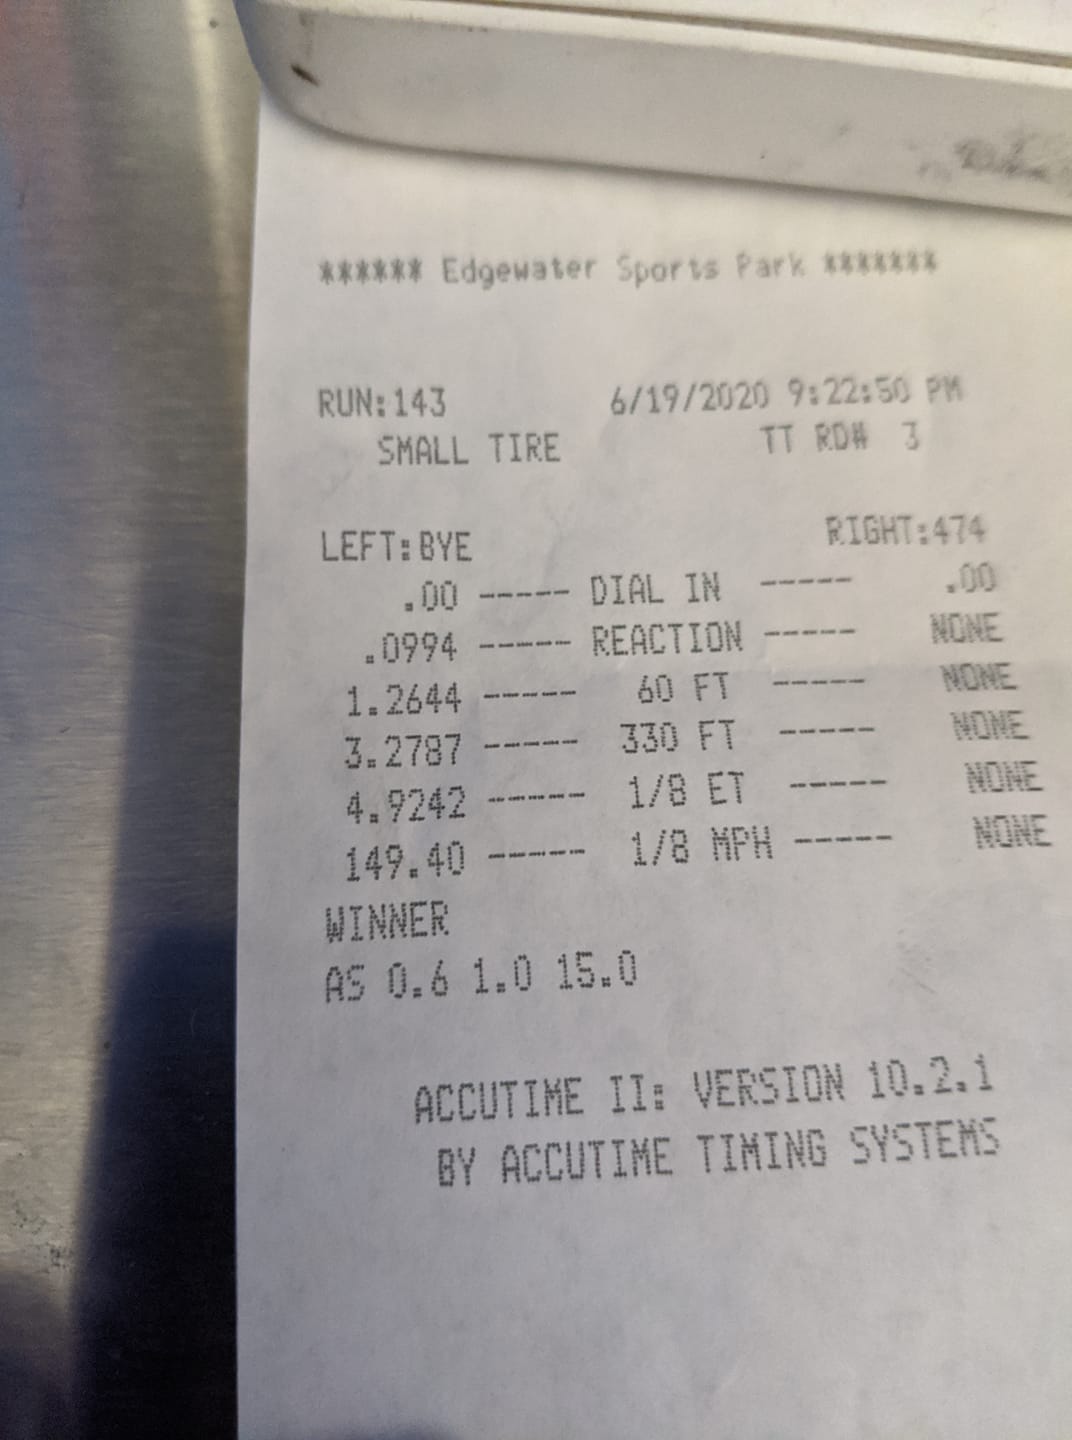 ****** Edgewater Sports Park *******
RUN:143 6/19/2020 9:22:50 PM
SMALL TIRE TT RD# 3
LEFT:BYE RIGHT:474
.00 ----- DIAL IN ----- .00
.0994 ----- REACTION ----- NONE
1.2644 ----- 60 FT ----- NONE
3.2787 ----- 330 FT ----- NONE
4.9242 ----- 1/8 ET ----- NONE
149.40 ----- 1/8 MPH ----- NONE
WINNER
AS 0.6 1.0 15.0
ACCUTIME II: VERSION 10.2.1
BY ACCUTIME TIMING SYSTEMS